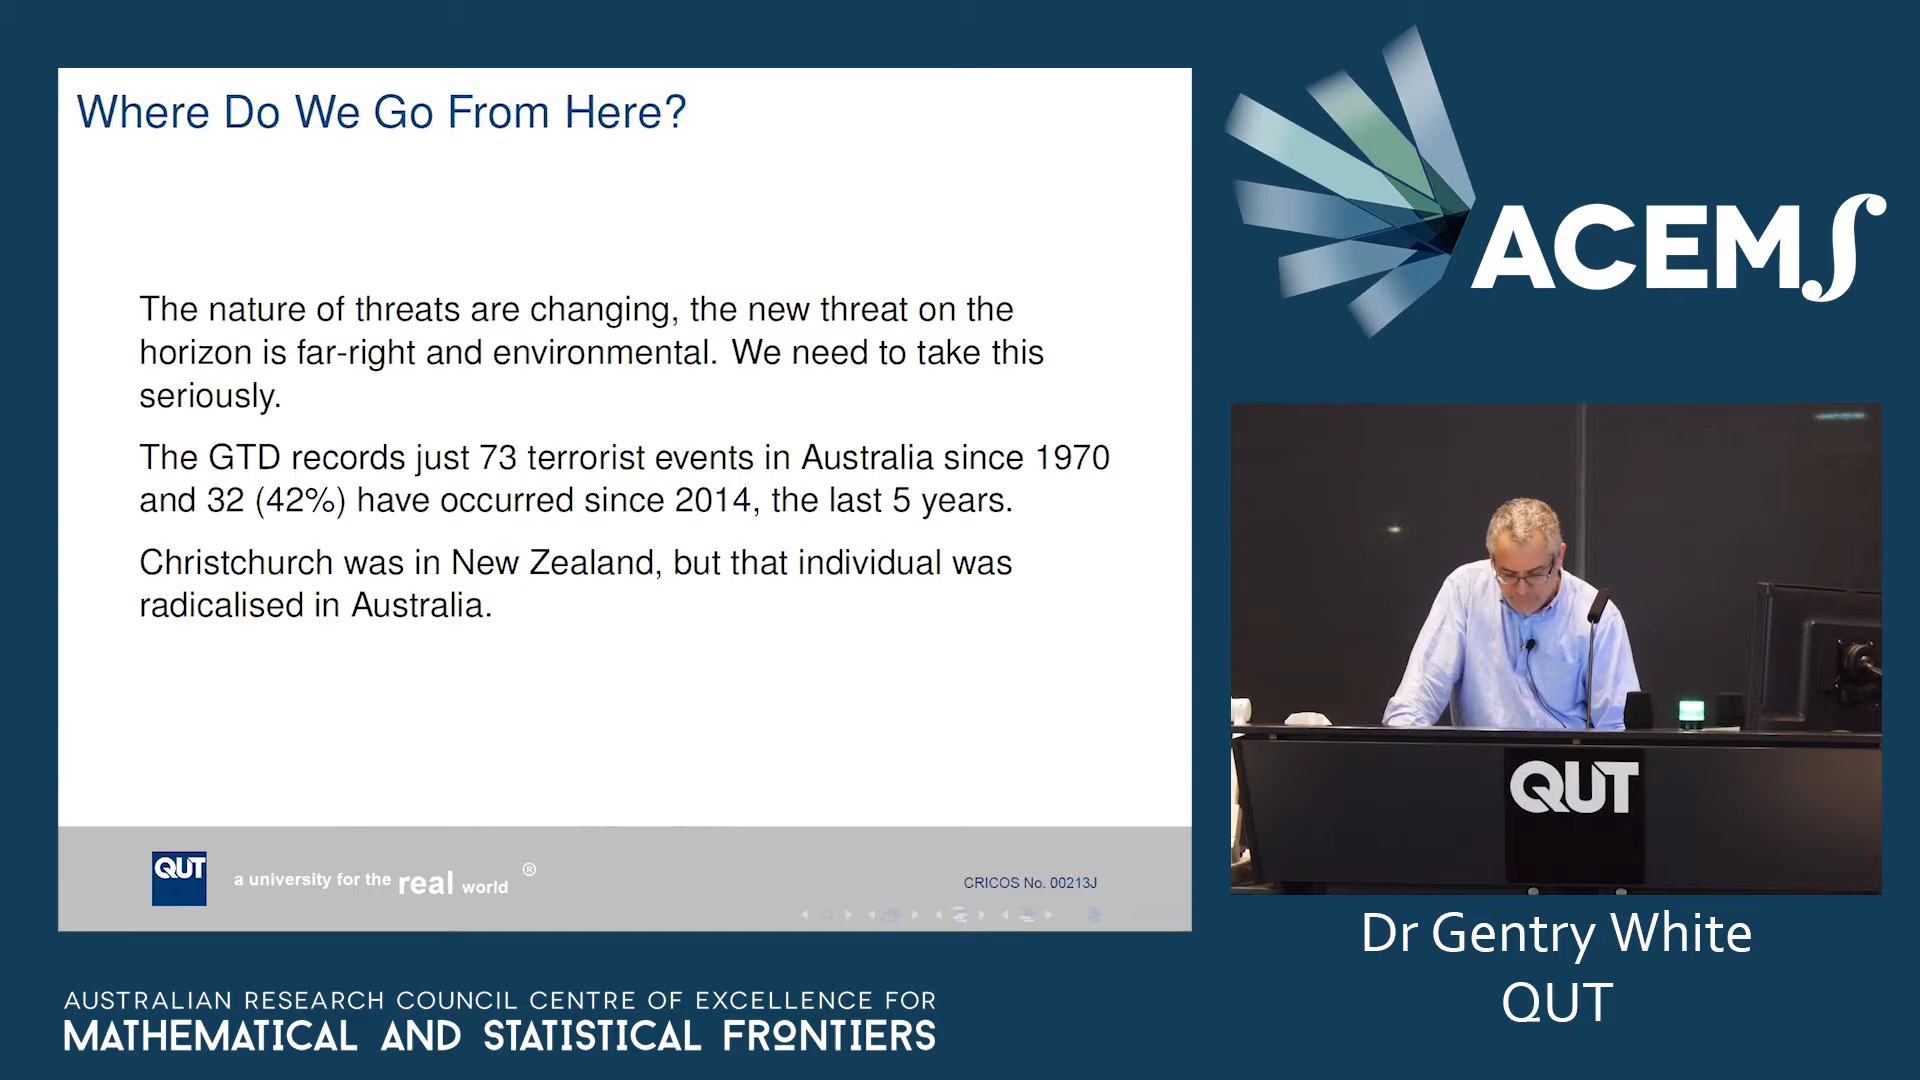 Where Do We Go From Here?
The nature of threats are changing, the new threat on the
horizon is far-right and environmental. We need to take this
seriously.
The GTD records just 73 terrorist events in Australia since 1970
and 32 (42%) have occurred since 2014, the last 5 years.
Christchurch was in New Zealand, but that individual was
radicalised in Australia.
QUT
a university for the real world ®
CRICOS No. 00213J
ACEMS
QUT
Dr Gentry White
QUT
AUSTRALIAN RESEARCH COUNCIL CENTRE OF EXCELLENCE FOR
MATHEMATICAL AND STATISTICAL FRONTIERS